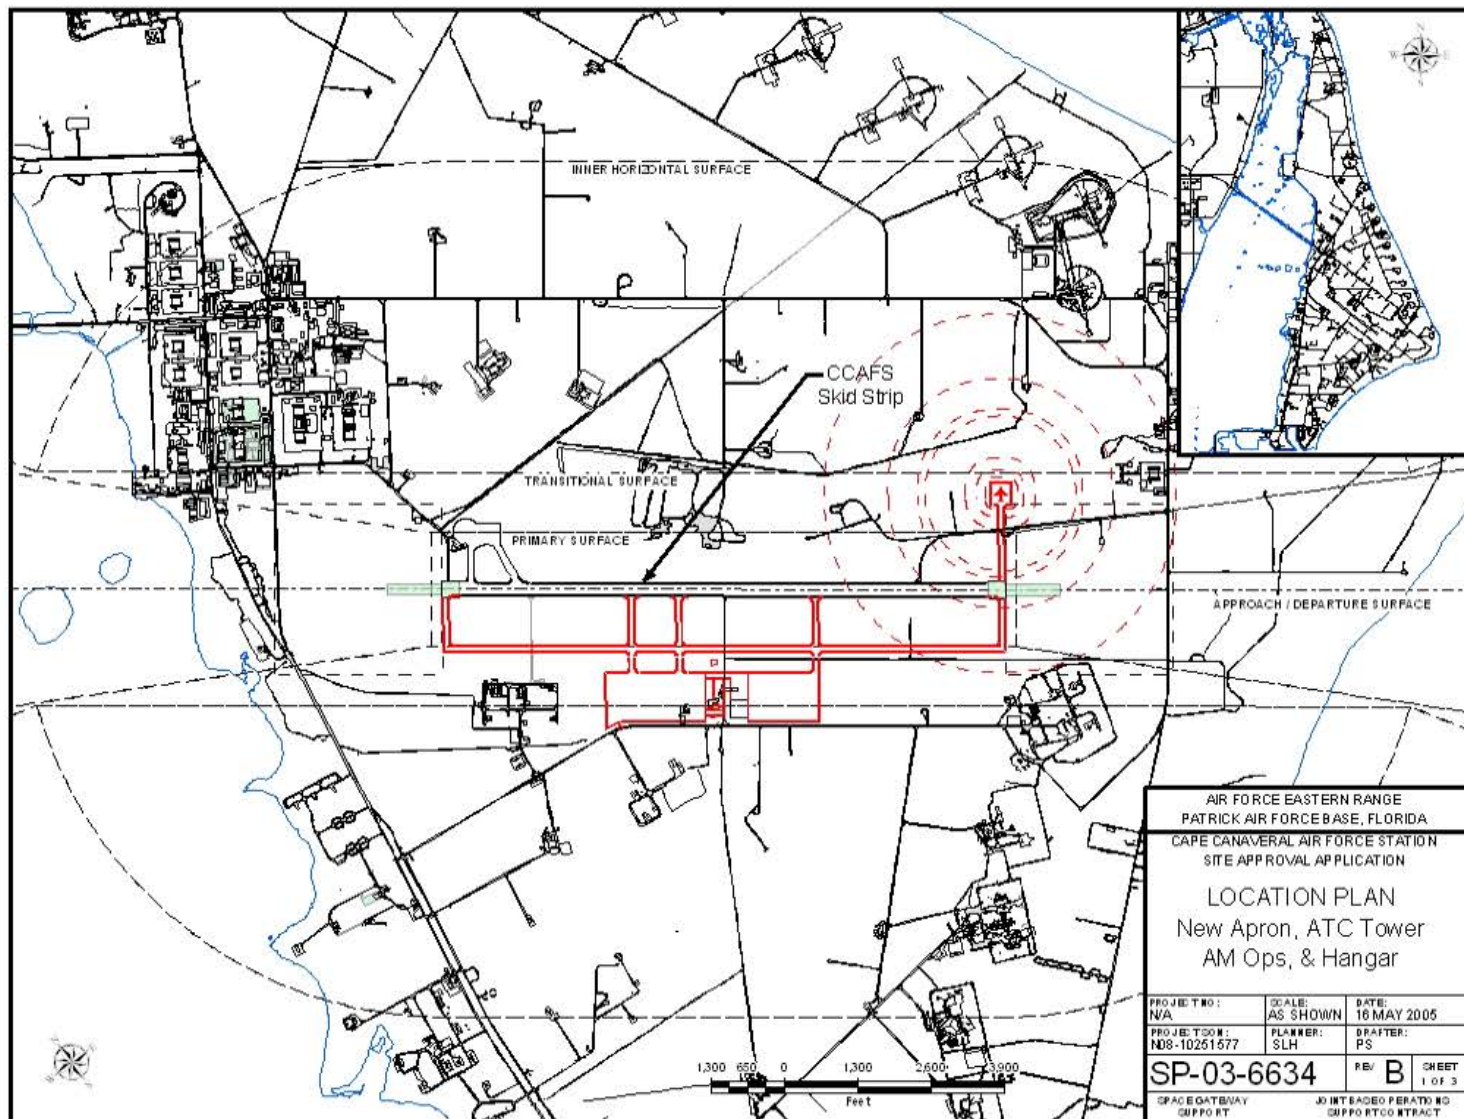 N
W
INNER HORIZONTAL SURFACE
CCAFS
Skid Strip
TRANSITIONAL SURFACE
PRIMARY SURFACE
APPROACH / DEPARTURE SURFACE
AIR FORCE EASTERN RANGE
PATRICK AIR FORCE BASE, FLORIDA
CAPE CANAVERAL AIR FORCE STATION
SITE APPROVAL APPLICATION
LOCATION PLAN
New Apron, ATC Tower
AM Ops, & Hangar
PROJECT NO:
N/A
SCALE:
AS SHOWN
DATE:
16 MAY 2005
PROJECT SON:
N08-10251577
PLANNER:
SLH
DRAFTER:
PS
SP-03-6634
REV B
SHEET
1 OF 3
SPACE GATEWAY
SUPPORT
JOINT BASE OPERATIONS
SUPPORT CONTRACT
1,300 650 0 1,300 2,600 3,900
Feet